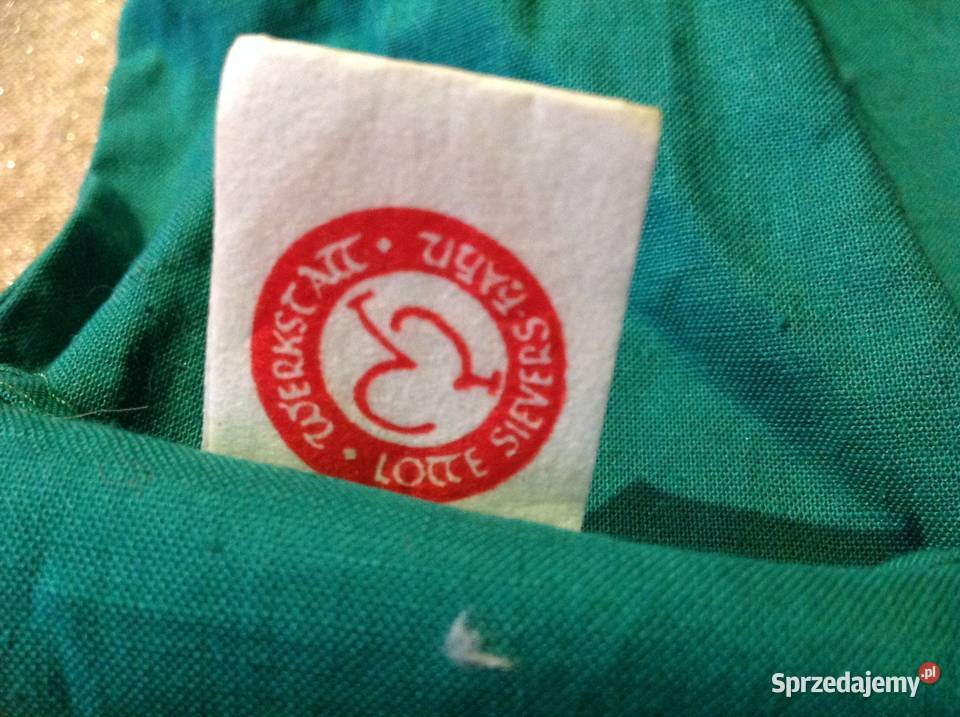 WERKSTATT · LOTTE SIEVERS-HAHN ·
Sprzedajemy.pl